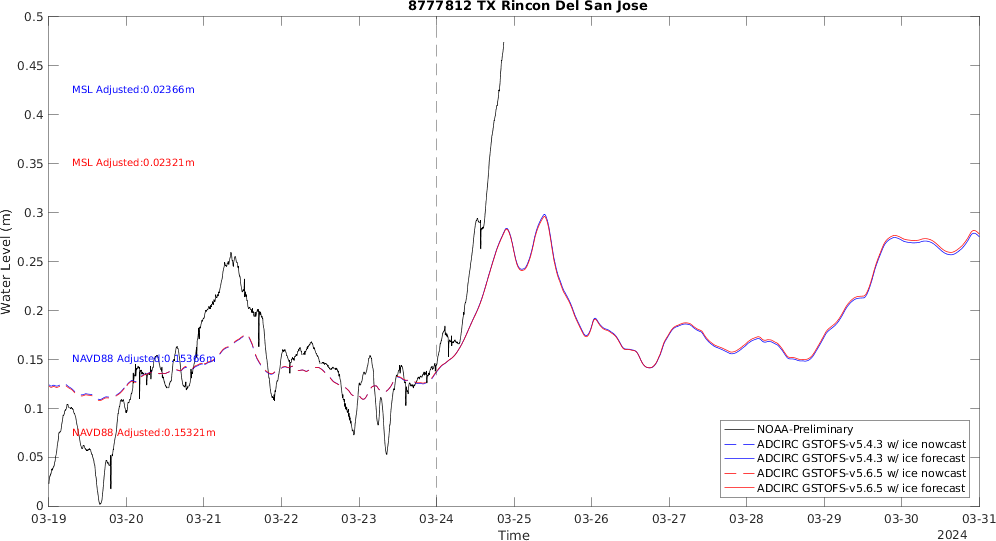 8777812 TX Rincon Del San Jose
0.5
0.45
0.4
0.35
0.3
0.25
0.2
0.15
0.1
0.05
0
Water Level (m)
MSL Adjusted:0.02366m
MSL Adjusted:0.02321m
NAVD88 Adjusted:0.15366m
NAVD88 Adjusted:0.15321m
NOAA-Preliminary
ADCIRC GSTOFS-v5.4.3 w/ ice nowcast
ADCIRC GSTOFS-v5.4.3 w/ ice forecast
ADCIRC GSTOFS-v5.6.5 w/ ice nowcast
ADCIRC GSTOFS-v5.6.5 w/ ice forecast
03-19 03-20 03-21 03-22 03-23 03-24 03-25 03-26 03-27 03-28 03-29 03-30 03-31
Time
2024